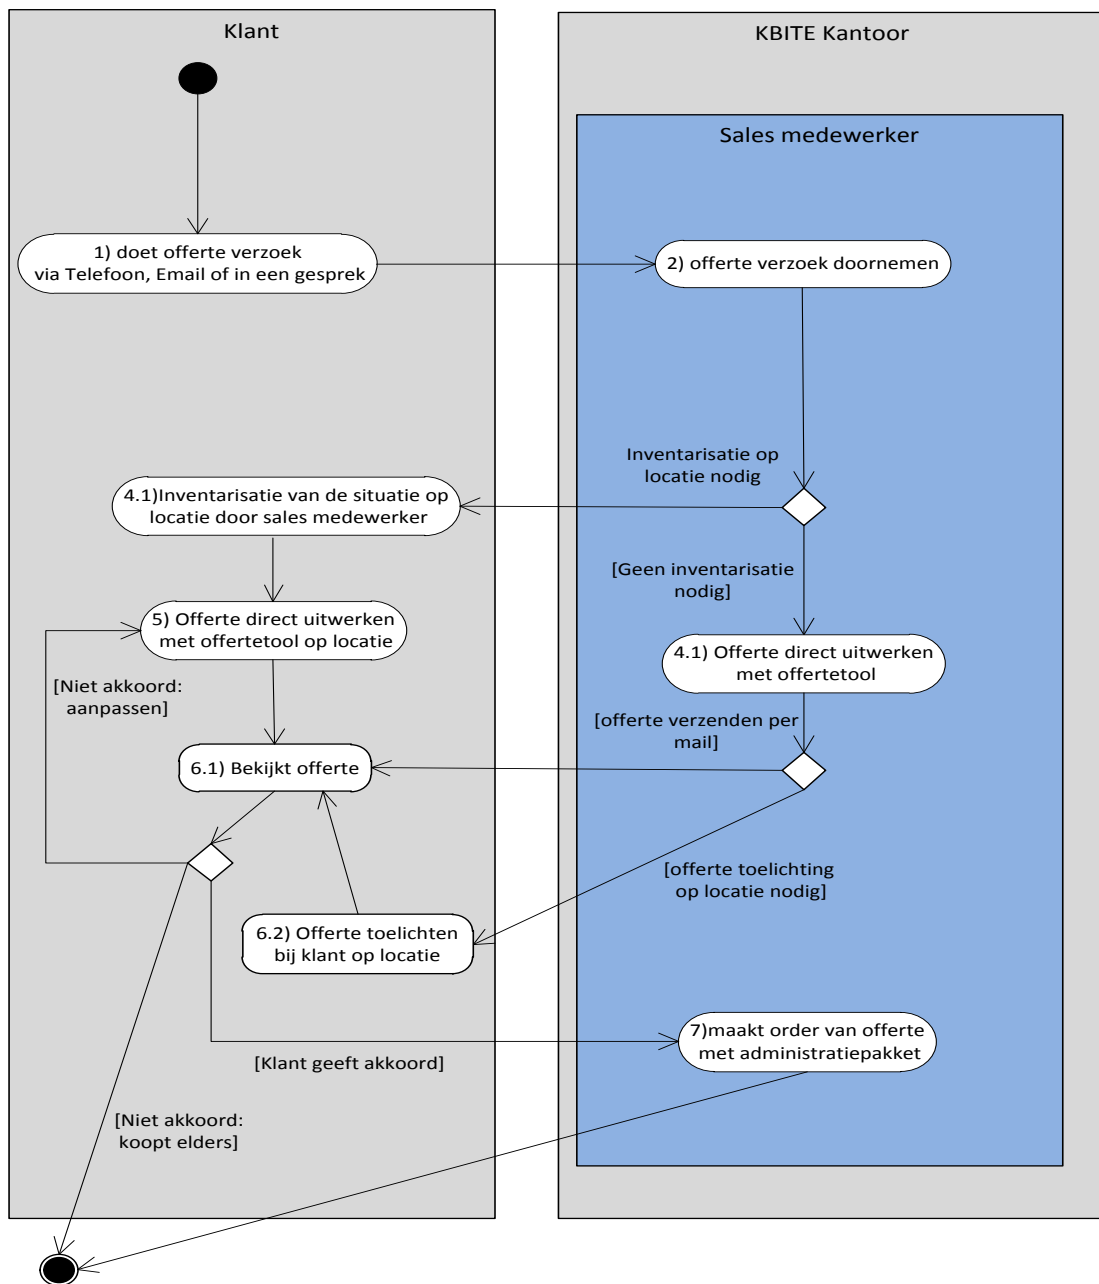 Klant
KBITE Kantoor
Sales medewerker
1) doet offerte verzoek
via Telefoon, Email of in een gesprek
2) offerte verzoek doornemen
Inventarisatie op
locatie nodig
4.1)Inventarisatie van de situatie op
locatie door sales medewerker
[Geen inventarisatie
nodig]
5) Offerte direct uitwerken
met offertetool op locatie
4.1) Offerte direct uitwerken
met offertetool
[Niet akkoord:
aanpassen]
[offerte verzenden per
mail]
6.1) Bekijkt offerte
[offerte toelichting
op locatie nodig]
6.2) Offerte toelichten
bij klant op locatie
7)maakt order van offerte
met administratiepakket
[Klant geeft akkoord]
[Niet akkoord:
koopt elders]